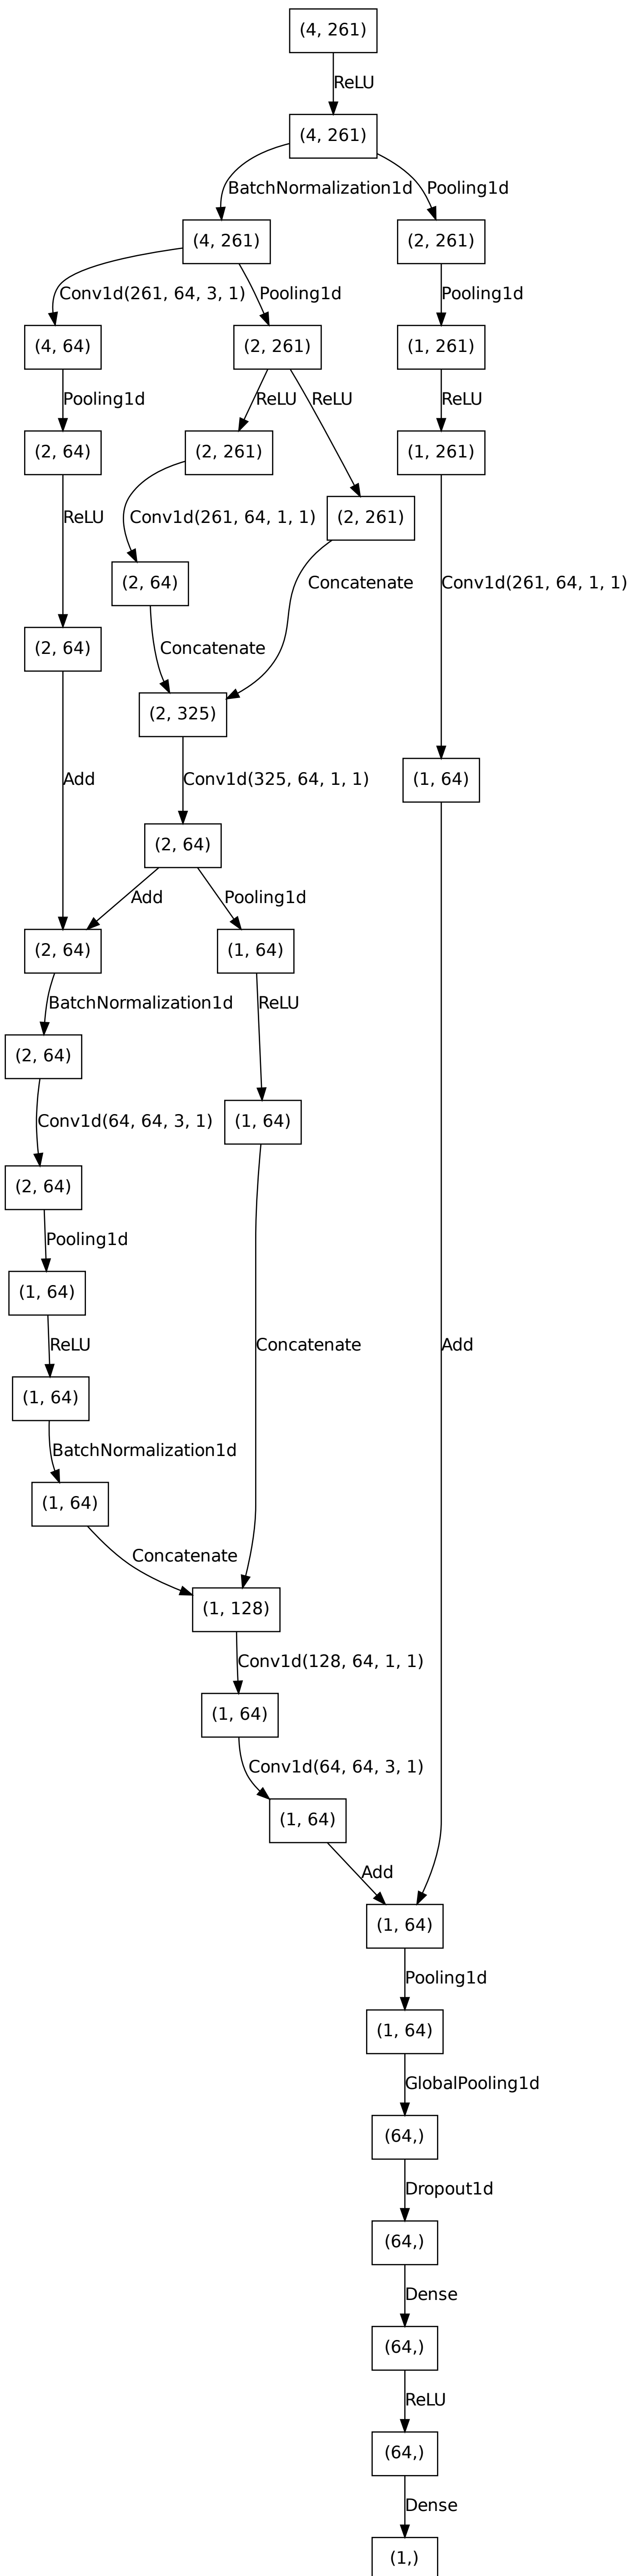 (4, 261)
ReLU
(4, 261)
BatchNormalization1d Pooling1d
(4, 261) (2, 261)
Conv1d(261, 64, 3, 1) Pooling1d Pooling1d
(4, 64) (2, 261) (1, 261)
Pooling1d ReLU ReLU ReLU
(2, 64) (2, 261) (1, 261)
ReLU Conv1d(261, 64, 1, 1) (2, 261)
(2, 64) Concatenate Conv1d(261, 64, 1, 1)
(2, 64) Concatenate
(2, 325)
Add Conv1d(325, 64, 1, 1) (1, 64)
(2, 64)
Add Pooling1d
(2, 64) (1, 64)
BatchNormalization1d ReLU
(2, 64)
Conv1d(64, 64, 3, 1) (1, 64)
(2, 64)
Pooling1d
(1, 64)
ReLU Concatenate Add
(1, 64)
BatchNormalization1d
(1, 64)
Concatenate
(1, 128)
Conv1d(128, 64, 1, 1)
(1, 64)
Conv1d(64, 64, 3, 1)
(1, 64)
Add
(1, 64)
Pooling1d
(1, 64)
GlobalPooling1d
(64,)
Dropout1d
(64,)
Dense
(64,)
ReLU
(64,)
Dense
(1,)